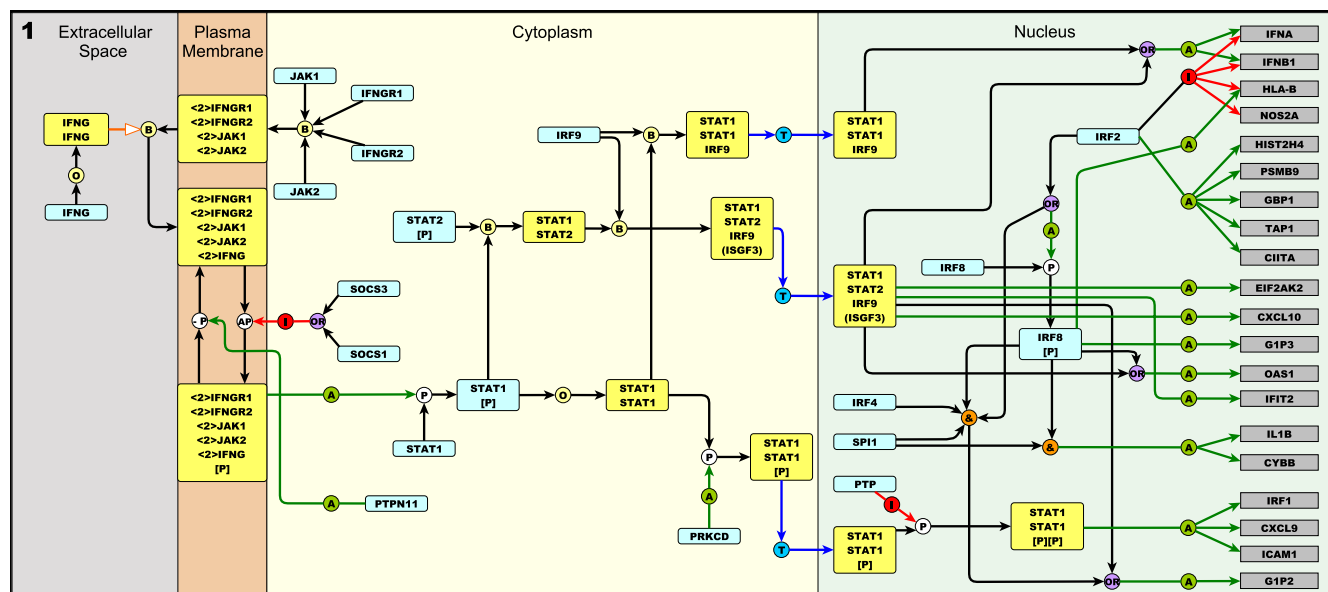 1
Extracellular
Space
Plasma
Membrane
Cytoplasm
Nucleus
IFNG
IFNG
B
O
IFNG
<2>IFNGR1
<2>IFNGR2
<2>JAK1
<2>JAK2
<2>IFNGR1
<2>IFNGR2
<2>JAK1
<2>JAK2
<2>IFNG
- P
AP
<2>IFNGR1
<2>IFNGR2
<2>JAK1
<2>JAK2
<2>IFNG
[P]
JAK1
IFNGR1
B
IFNGR2
JAK2
SOCS3
I
OR
SOCS1
A
A
PTPN11
STAT2
[P]
B
STAT1
STAT2
B
IRF9
B
STAT1
STAT1
IRF9
T
STAT1
STAT2
IRF9
(ISGF3)
T
P
STAT1
STAT1
[P]
O
STAT1
STAT1
P
A
PRKCD
STAT1
STAT1
[P]
T
STAT1
STAT1
IRF9
STAT1
STAT2
IRF9
(ISGF3)
OR
A
I
IRF2
A
A
OR
A
IRF8
P
IRF8
[P]
A
A
A
OR
A
A
IRF4
&
SPI1
&
A
PTP
I
P
STAT1
STAT1
[P]
STAT1
STAT1
[P][P]
A
OR
A
IFNA
IFNB1
HLA-B
NOS2A
HIST2H4
PSMB9
GBP1
TAP1
CIITA
EIF2AK2
CXCL10
G1P3
OAS1
IFIT2
IL1B
CYBB
IRF1
CXCL9
ICAM1
G1P2